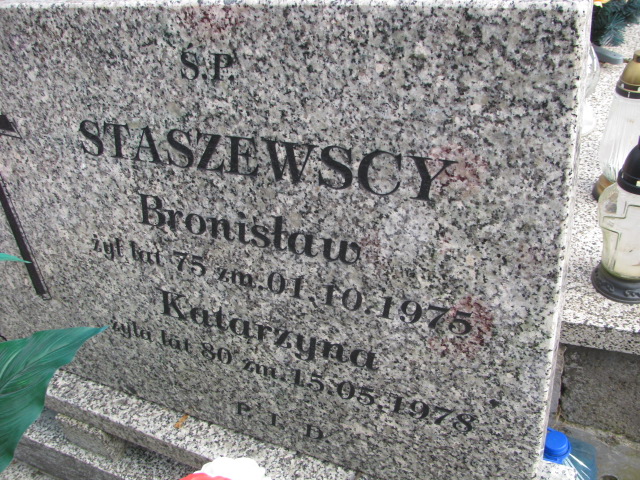 Ś.P.
STASZEWSCY
Bronisław
żył lat 75 zm.01.10.1975
Katarzyna
żyła lat 80 zm.15.05.1978
P. I. D.